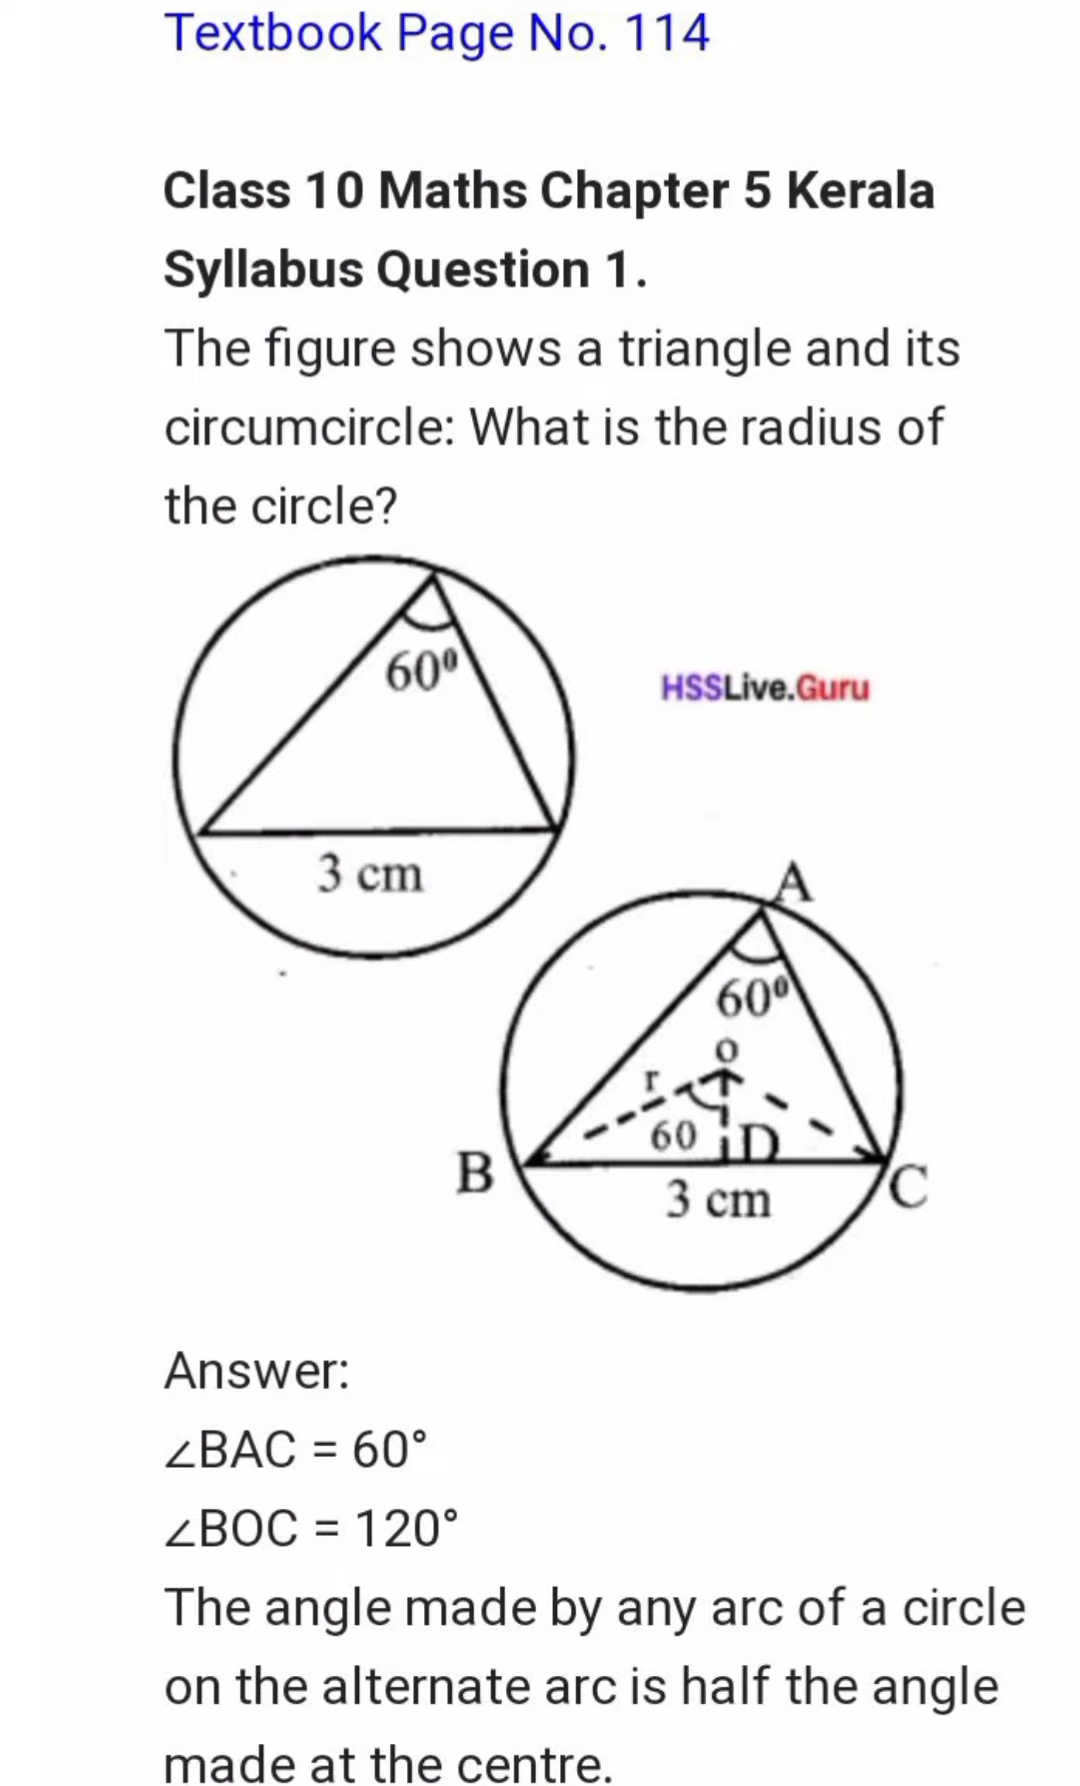 Textbook Page No. 114
Class 10 Maths Chapter 5 Kerala
Syllabus Question 1.
The figure shows a triangle and its
circumcircle: What is the radius of
the circle?
60⁰
HSSLive.Guru
3 cm
A
60⁰
o
r
60
D
B
C
3 cm
Answer:
∠BAC = 60°
∠BOC = 120°
The angle made by any arc of a circle
on the alternate arc is half the angle
made at the centre.